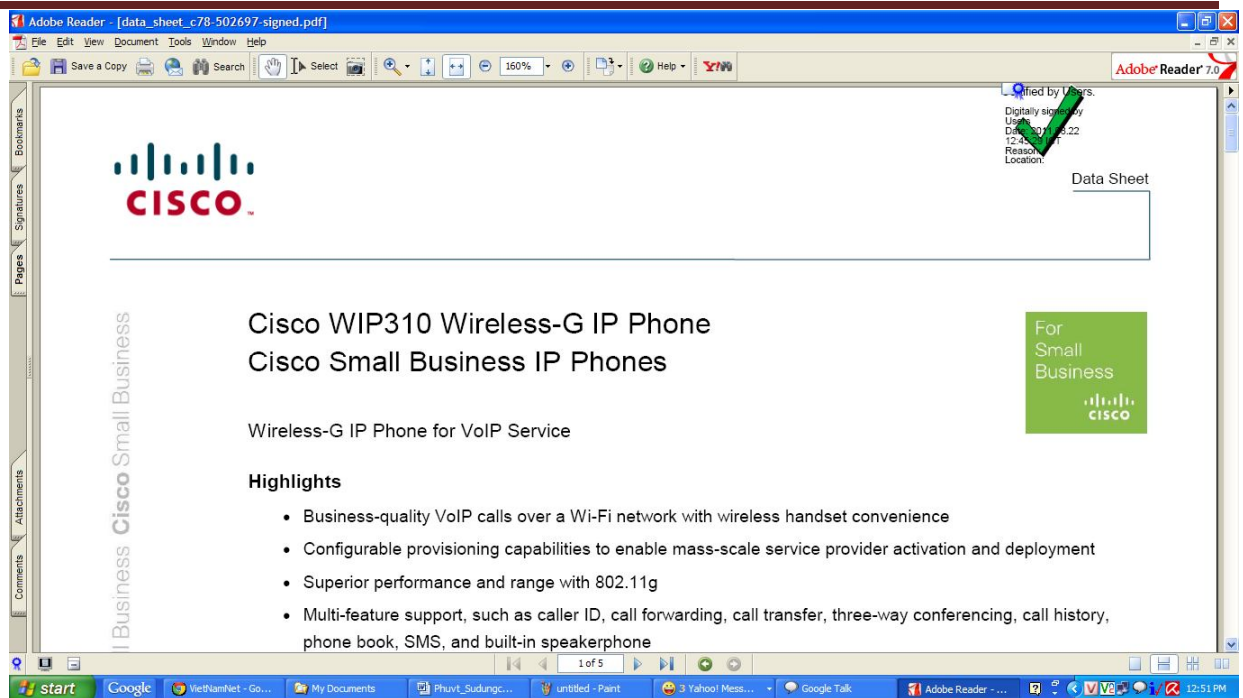 Adobe Reader - [data_sheet_c78-502697-signed.pdf]
File Edit View Document Tools Window Help
Save a Copy Search Select 160% Help Y!
Adobe Reader 7.0
Bookmarks
Signatures
Pages
Attachments
Comments
by Users.
Digitally signed by
Users
Date:
Reason:
Location:
Data Sheet
CISCO
Cisco WIP310 Wireless-G IP Phone
Cisco Small Business IP Phones
For
Small
Business
CISCO
Wireless-G IP Phone for VoIP Service
Business Cisco Small Business
Highlights
• Business-quality VoIP calls over a Wi-Fi network with wireless handset convenience
• Configurable provisioning capabilities to enable mass-scale service provider activation and deployment
• Superior performance and range with 802.11g
• Multi-feature support, such as caller ID, call forwarding, call transfer, three-way conferencing, call history,
phone book, SMS, and built-in speakerphone
1 of 5
start Google VietNamNet - Go... My Documents Phuvt_Sudungc... untitled - Paint 3 Yahoo! Mess... Google Talk Adobe Reader - ... 12:51 PM